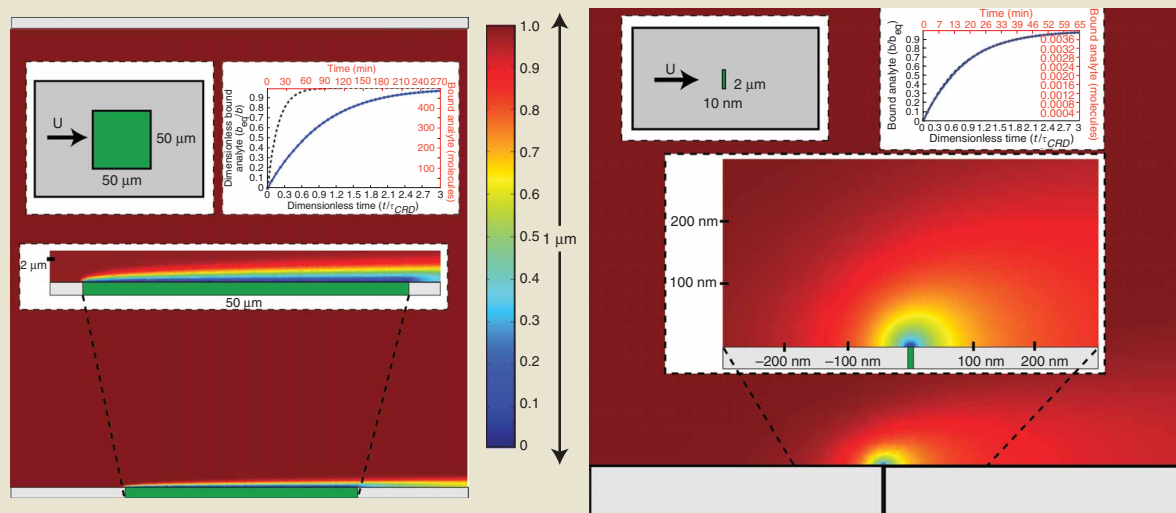 U
50 μm
50 μm
Time (min)
0 30 60 90 120 150 180 210 240 270
Dimensionless bound
analyte (b_eq/b)
0.9
0.8
0.7
0.6
0.5
0.4
0.3
0.2
0.1
0
400
300
200
100
Bound analyte (molecules)
0 0.3 0.6 0.9 1.2 1.5 1.8 2.1 2.4 2.7 3
Dimensionless time (t/τ_CRD)
2 μm
50 μm
1.0
0.9
0.8
0.7
0.6
0.5
0.4
0.3
0.2
0.1
0
1 μm
U
2 μm
10 nm
Time (min)
0 7 13 20 26 33 39 46 52 59 65
Bound analyte (b/b_eq)
0.9
0.8
0.7
0.6
0.5
0.4
0.3
0.2
0.1
0
0.0036
0.0032
0.0028
0.0024
0.0020
0.0016
0.0012
0.0008
0.0004
Bound analyte
(molecules)
0 0.3 0.6 0.9 1.2 1.5 1.8 2.1 2.4 2.7 3
Dimensionless time (t/τ_CRD)
200 nm
100 nm
−200 nm −100 nm 100 nm 200 nm